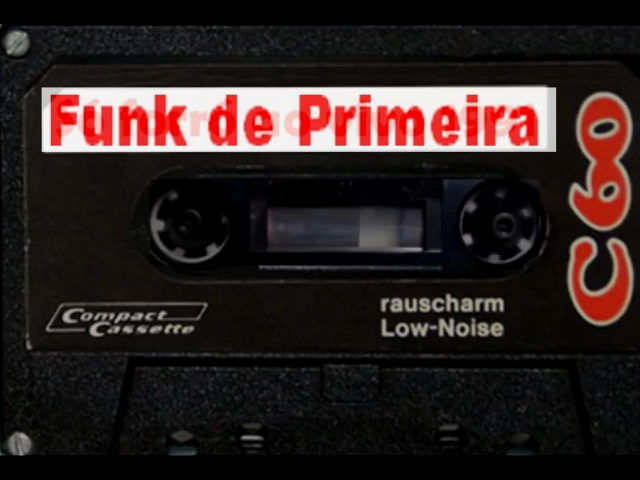 Funk de Primeira
C60
Compact
Cassette
rauscharm
Low-Noise